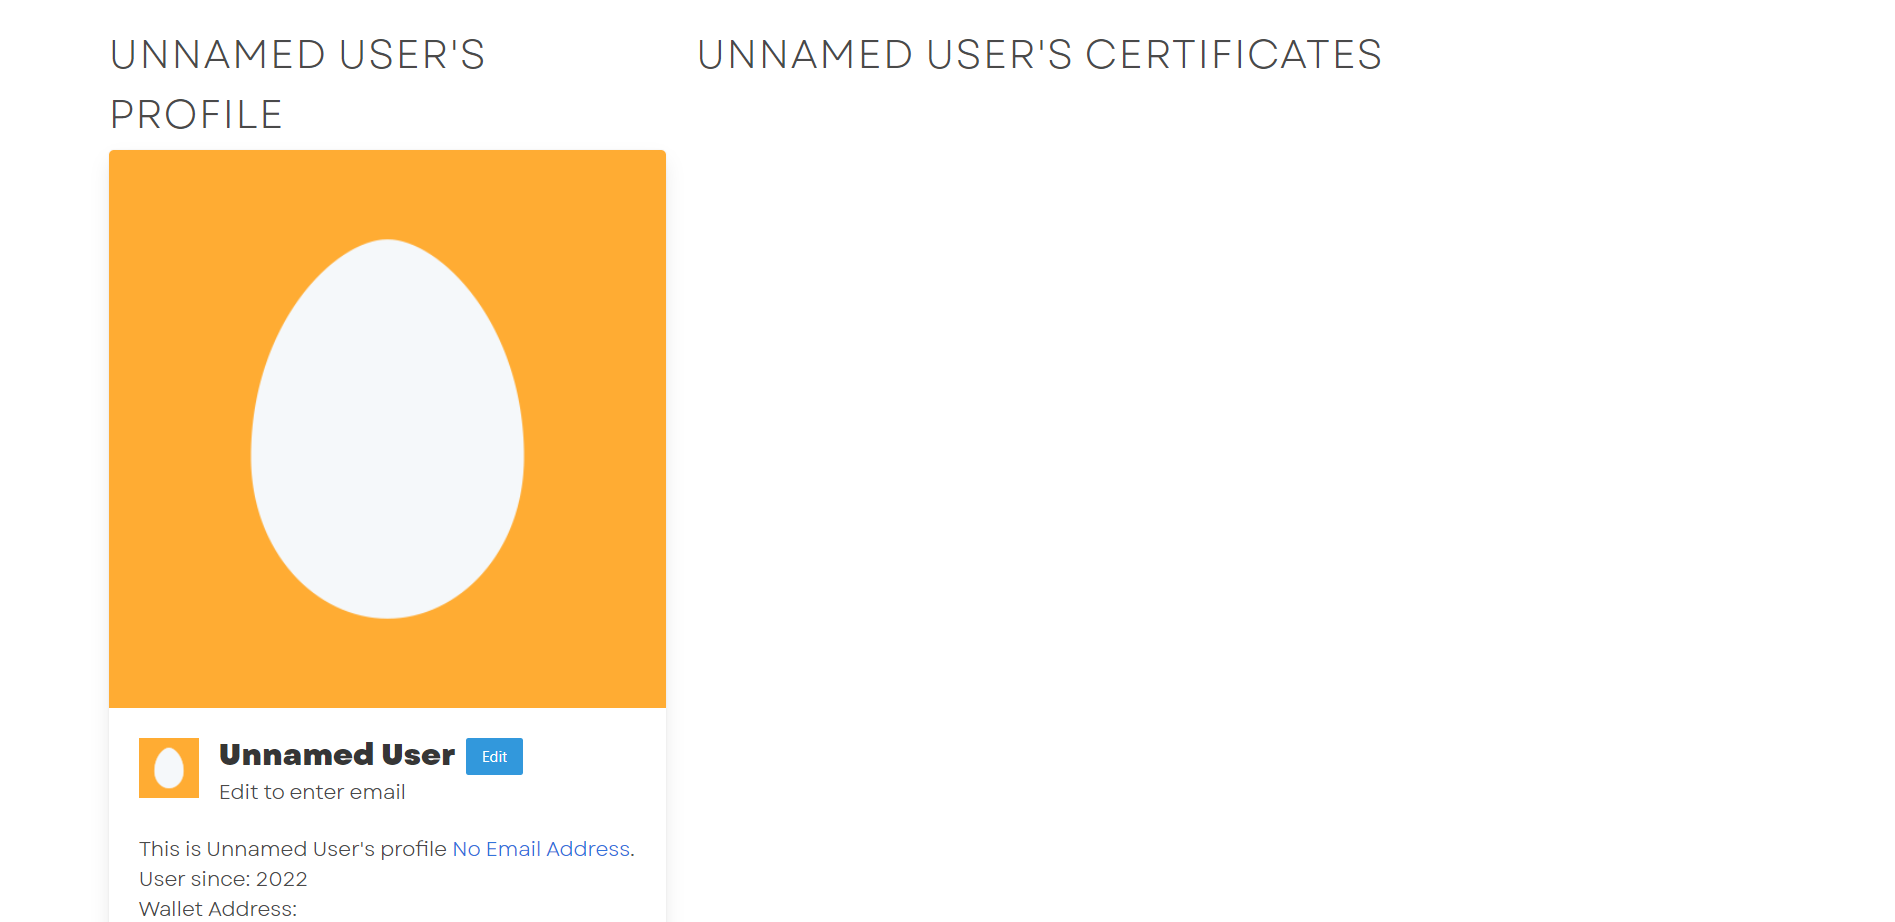 UNNAMED USER'S
PROFILE
UNNAMED USER'S CERTIFICATES
Unnamed User
Edit
Edit to enter email
This is Unnamed User's profile No Email Address.
User since: 2022
Wallet Address: